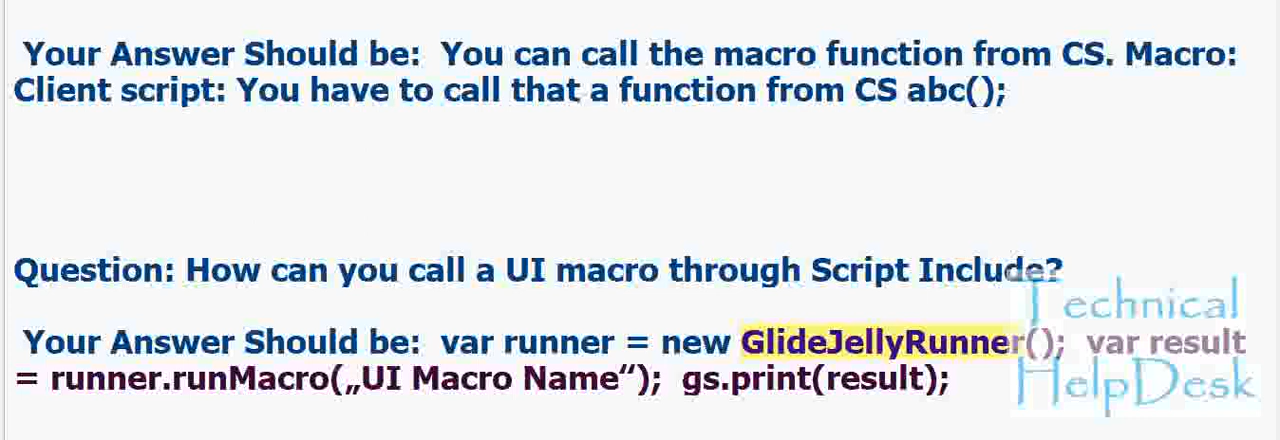 Your Answer Should be:  You can call the macro function from CS. Macro:
Client script: You have to call that a function from CS abc();
Question: How can you call a UI macro through Script Include?
Your Answer Should be:  var runner = new GlideJellyRunner();  var result
= runner.runMacro(„UI Macro Name“);  gs.print(result);
Technical
HelpDesk